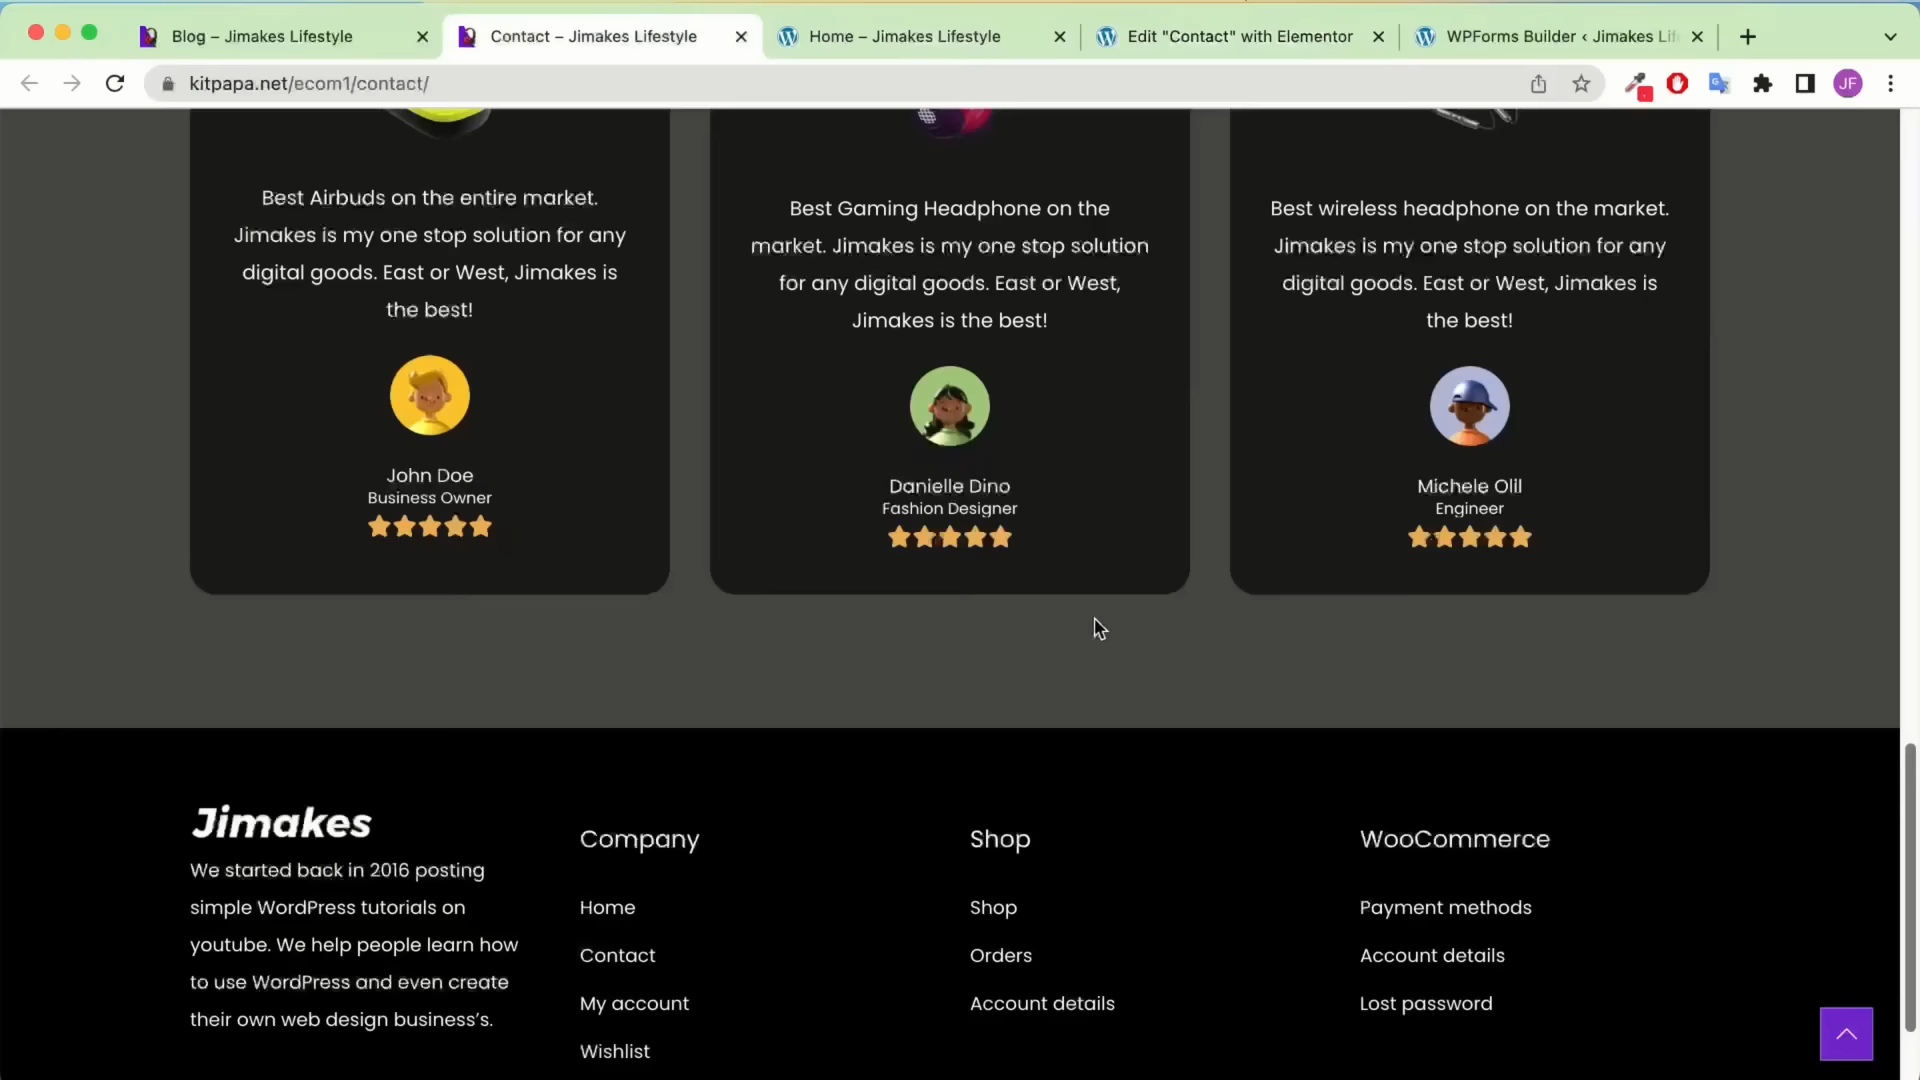 Blog – Jimakes Lifestyle
Contact – Jimakes Lifestyle
Home – Jimakes Lifestyle
Edit "Contact" with Elementor
WPForms Builder ‹ Jimakes Lif
kitpapa.net/ecom1/contact/
JF
Best Airbuds on the entire market.
Jimakes is my one stop solution for any
digital goods. East or West, Jimakes is
the best!
John Doe
Business Owner
Best Gaming Headphone on the
market. Jimakes is my one stop solution
for any digital goods. East or West,
Jimakes is the best!
Danielle Dino
Fashion Designer
Best wireless headphone on the market.
Jimakes is my one stop solution for any
digital goods. East or West, Jimakes is
the best!
Michele Olil
Engineer
Jimakes
We started back in 2016 posting
simple WordPress tutorials on
youtube. We help people learn how
to use WordPress and even create
their own web design business’s.
Company
Home
Contact
My account
Wishlist
Shop
Shop
Orders
Account details
WooCommerce
Payment methods
Account details
Lost password